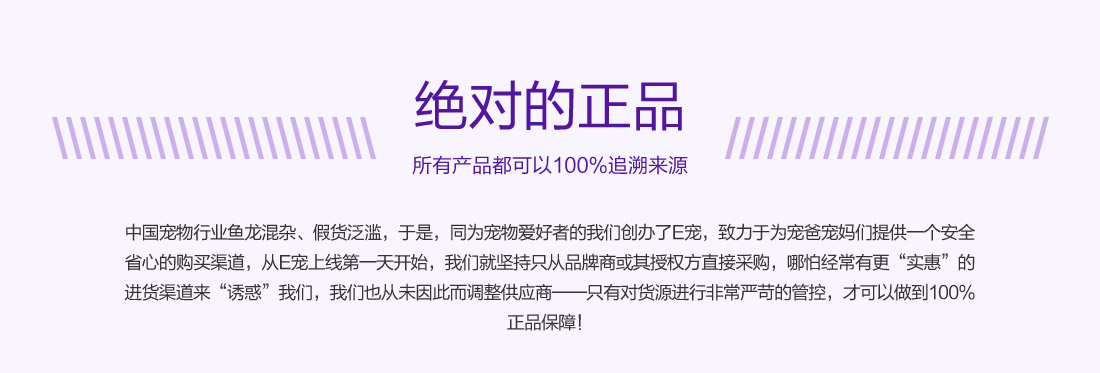 绝对的正品
所有产品都可以100%追溯来源
中国宠物行业鱼龙混杂、假货泛滥，于是，同为宠物爱好者的我们创办了E宠，致力于为宠爸宠妈们提供一个安全
省心的购买渠道，从E宠上线第一天开始，我们就坚持只从品牌商或其授权方直接采购，哪怕经常有更“实惠”的
进货渠道来“诱惑”我们，我们也从未因此而调整供应商——只有对货源进行非常严苛的管控，才可以做到100%
正品保障！